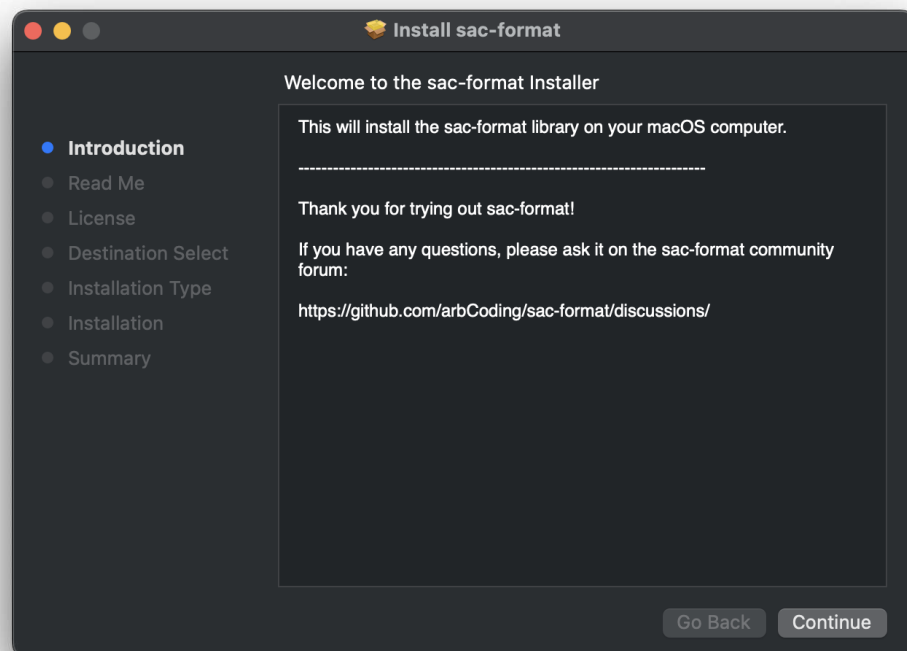 Install sac-format
Welcome to the sac-format Installer
Introduction
Read Me
License
Destination Select
Installation Type
Installation
Summary
This will install the sac-format library on your macOS computer.
-----------------------------------------------------------------------
Thank you for trying out sac-format!
If you have any questions, please ask it on the sac-format community
forum:
https://github.com/arbCoding/sac-format/discussions/
Go Back
Continue